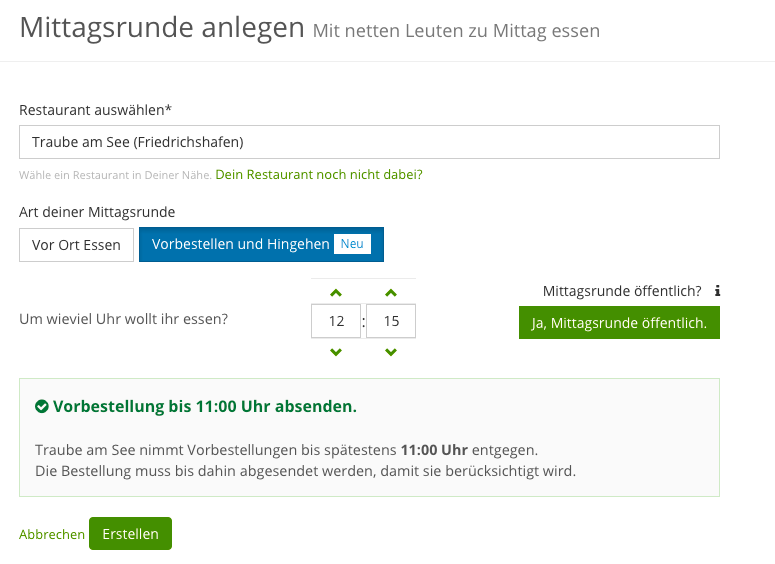 Mittagsrunde anlegen Mit netten Leuten zu Mittag essen
Restaurant auswählen*
Traube am See (Friedrichshafen)
Wähle ein Restaurant in Deiner Nähe. Dein Restaurant noch nicht dabei?
Art deiner Mittagsrunde
Vor Ort Essen Vorbestellen und Hingehen Neu
Mittagsrunde öffentlich? i
Um wieviel Uhr wollt ihr essen? 12 : 15 Ja, Mittagsrunde öffentlich.
Vorbestellung bis 11:00 Uhr absenden.
Traube am See nimmt Vorbestellungen bis spätestens 11:00 Uhr entgegen.
Die Bestellung muss bis dahin abgesendet werden, damit sie berücksichtigt wird.
Abbrechen Erstellen